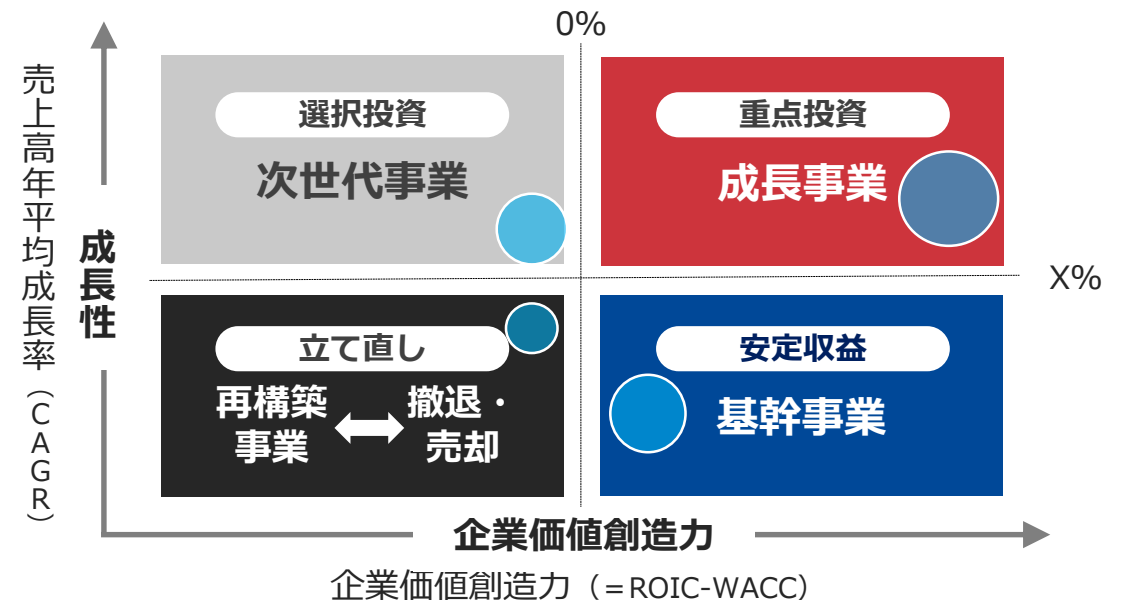 0%
売上高年平均成長率（CAGR）
成長性
選択投資
次世代事業
重点投資
成長事業
X%
立て直し
再構築
事業
撤退・
売却
安定収益
基幹事業
企業価値創造力
企業価値創造力（=ROIC-WACC）